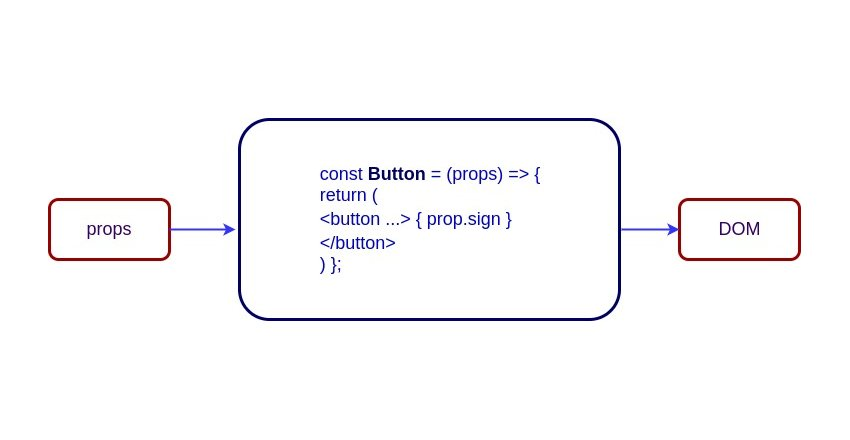 props
const Button = (props) => {
return (
<button ...> { prop.sign }
</button>
) };
DOM